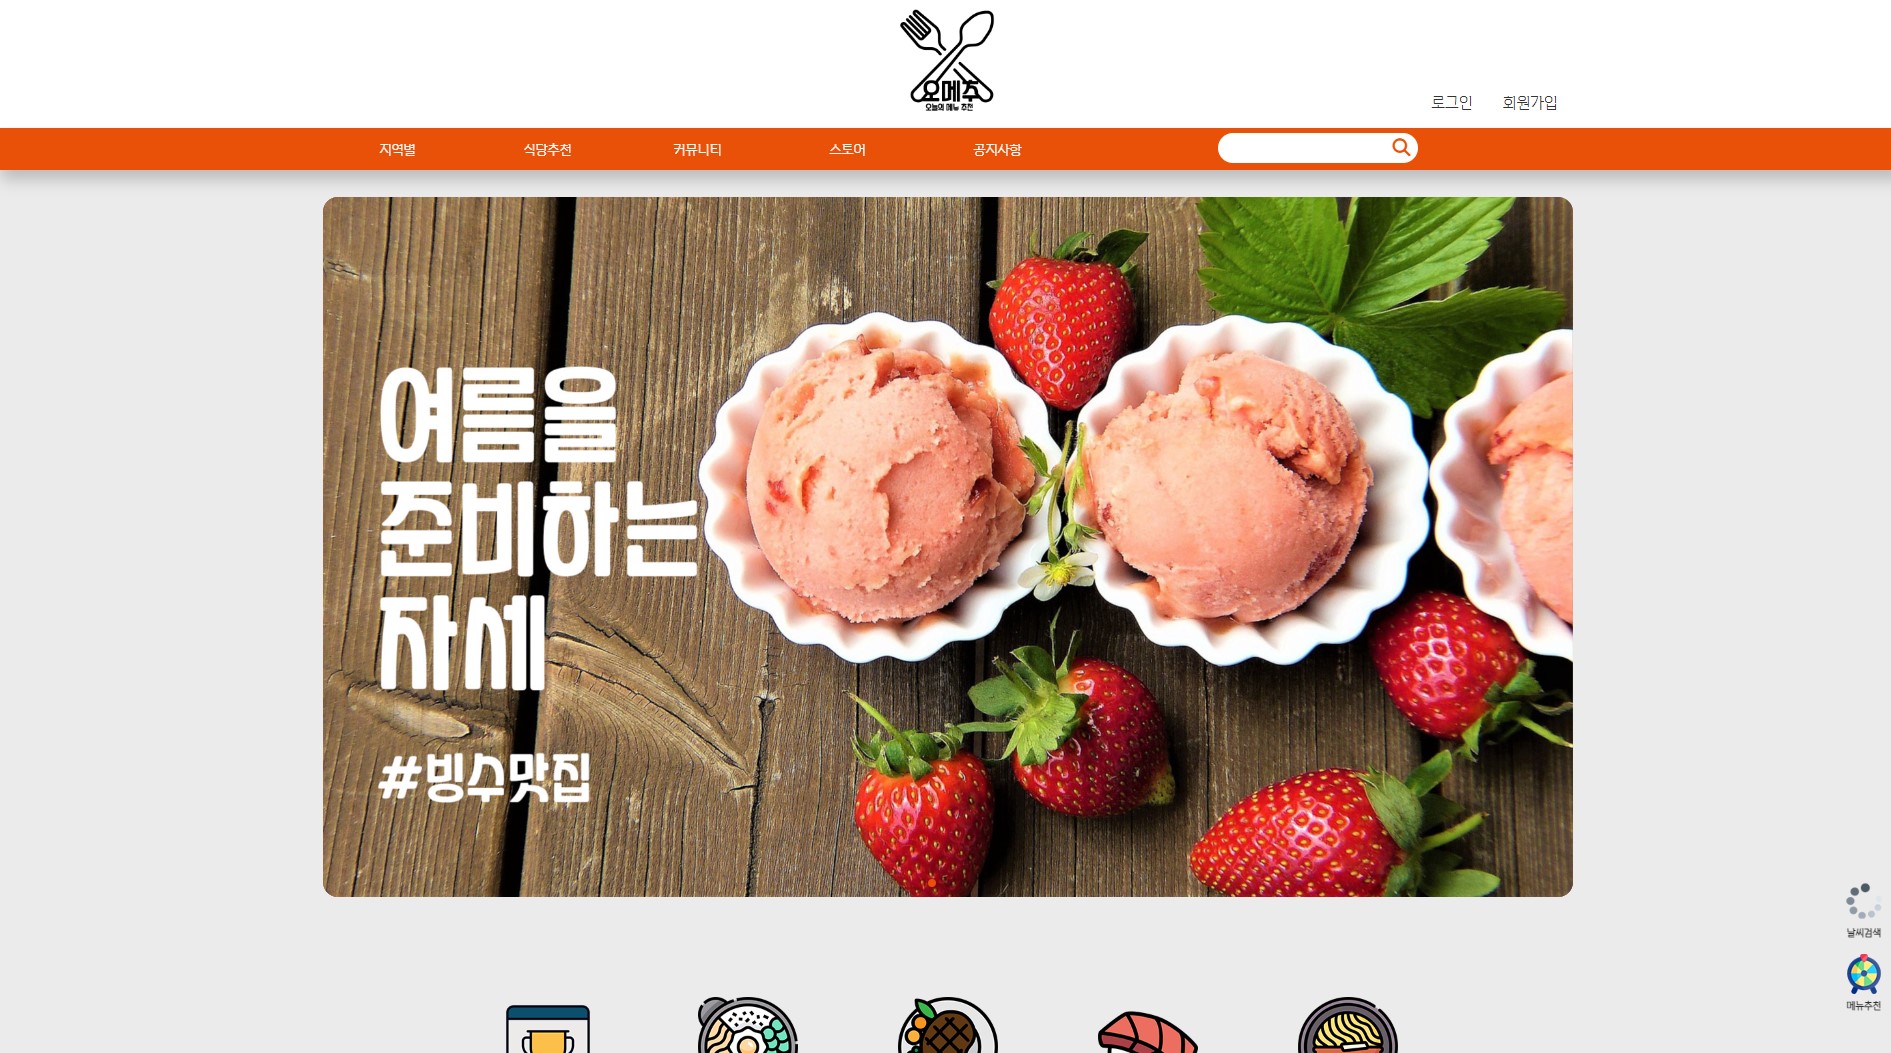 오메추
오늘의 메뉴 추천
로그인 회원가입
지역별 식당추천 커뮤니티 스토어 공지사항
여름을
준비하는
자세
#빙수맛집
날씨검색
메뉴추천